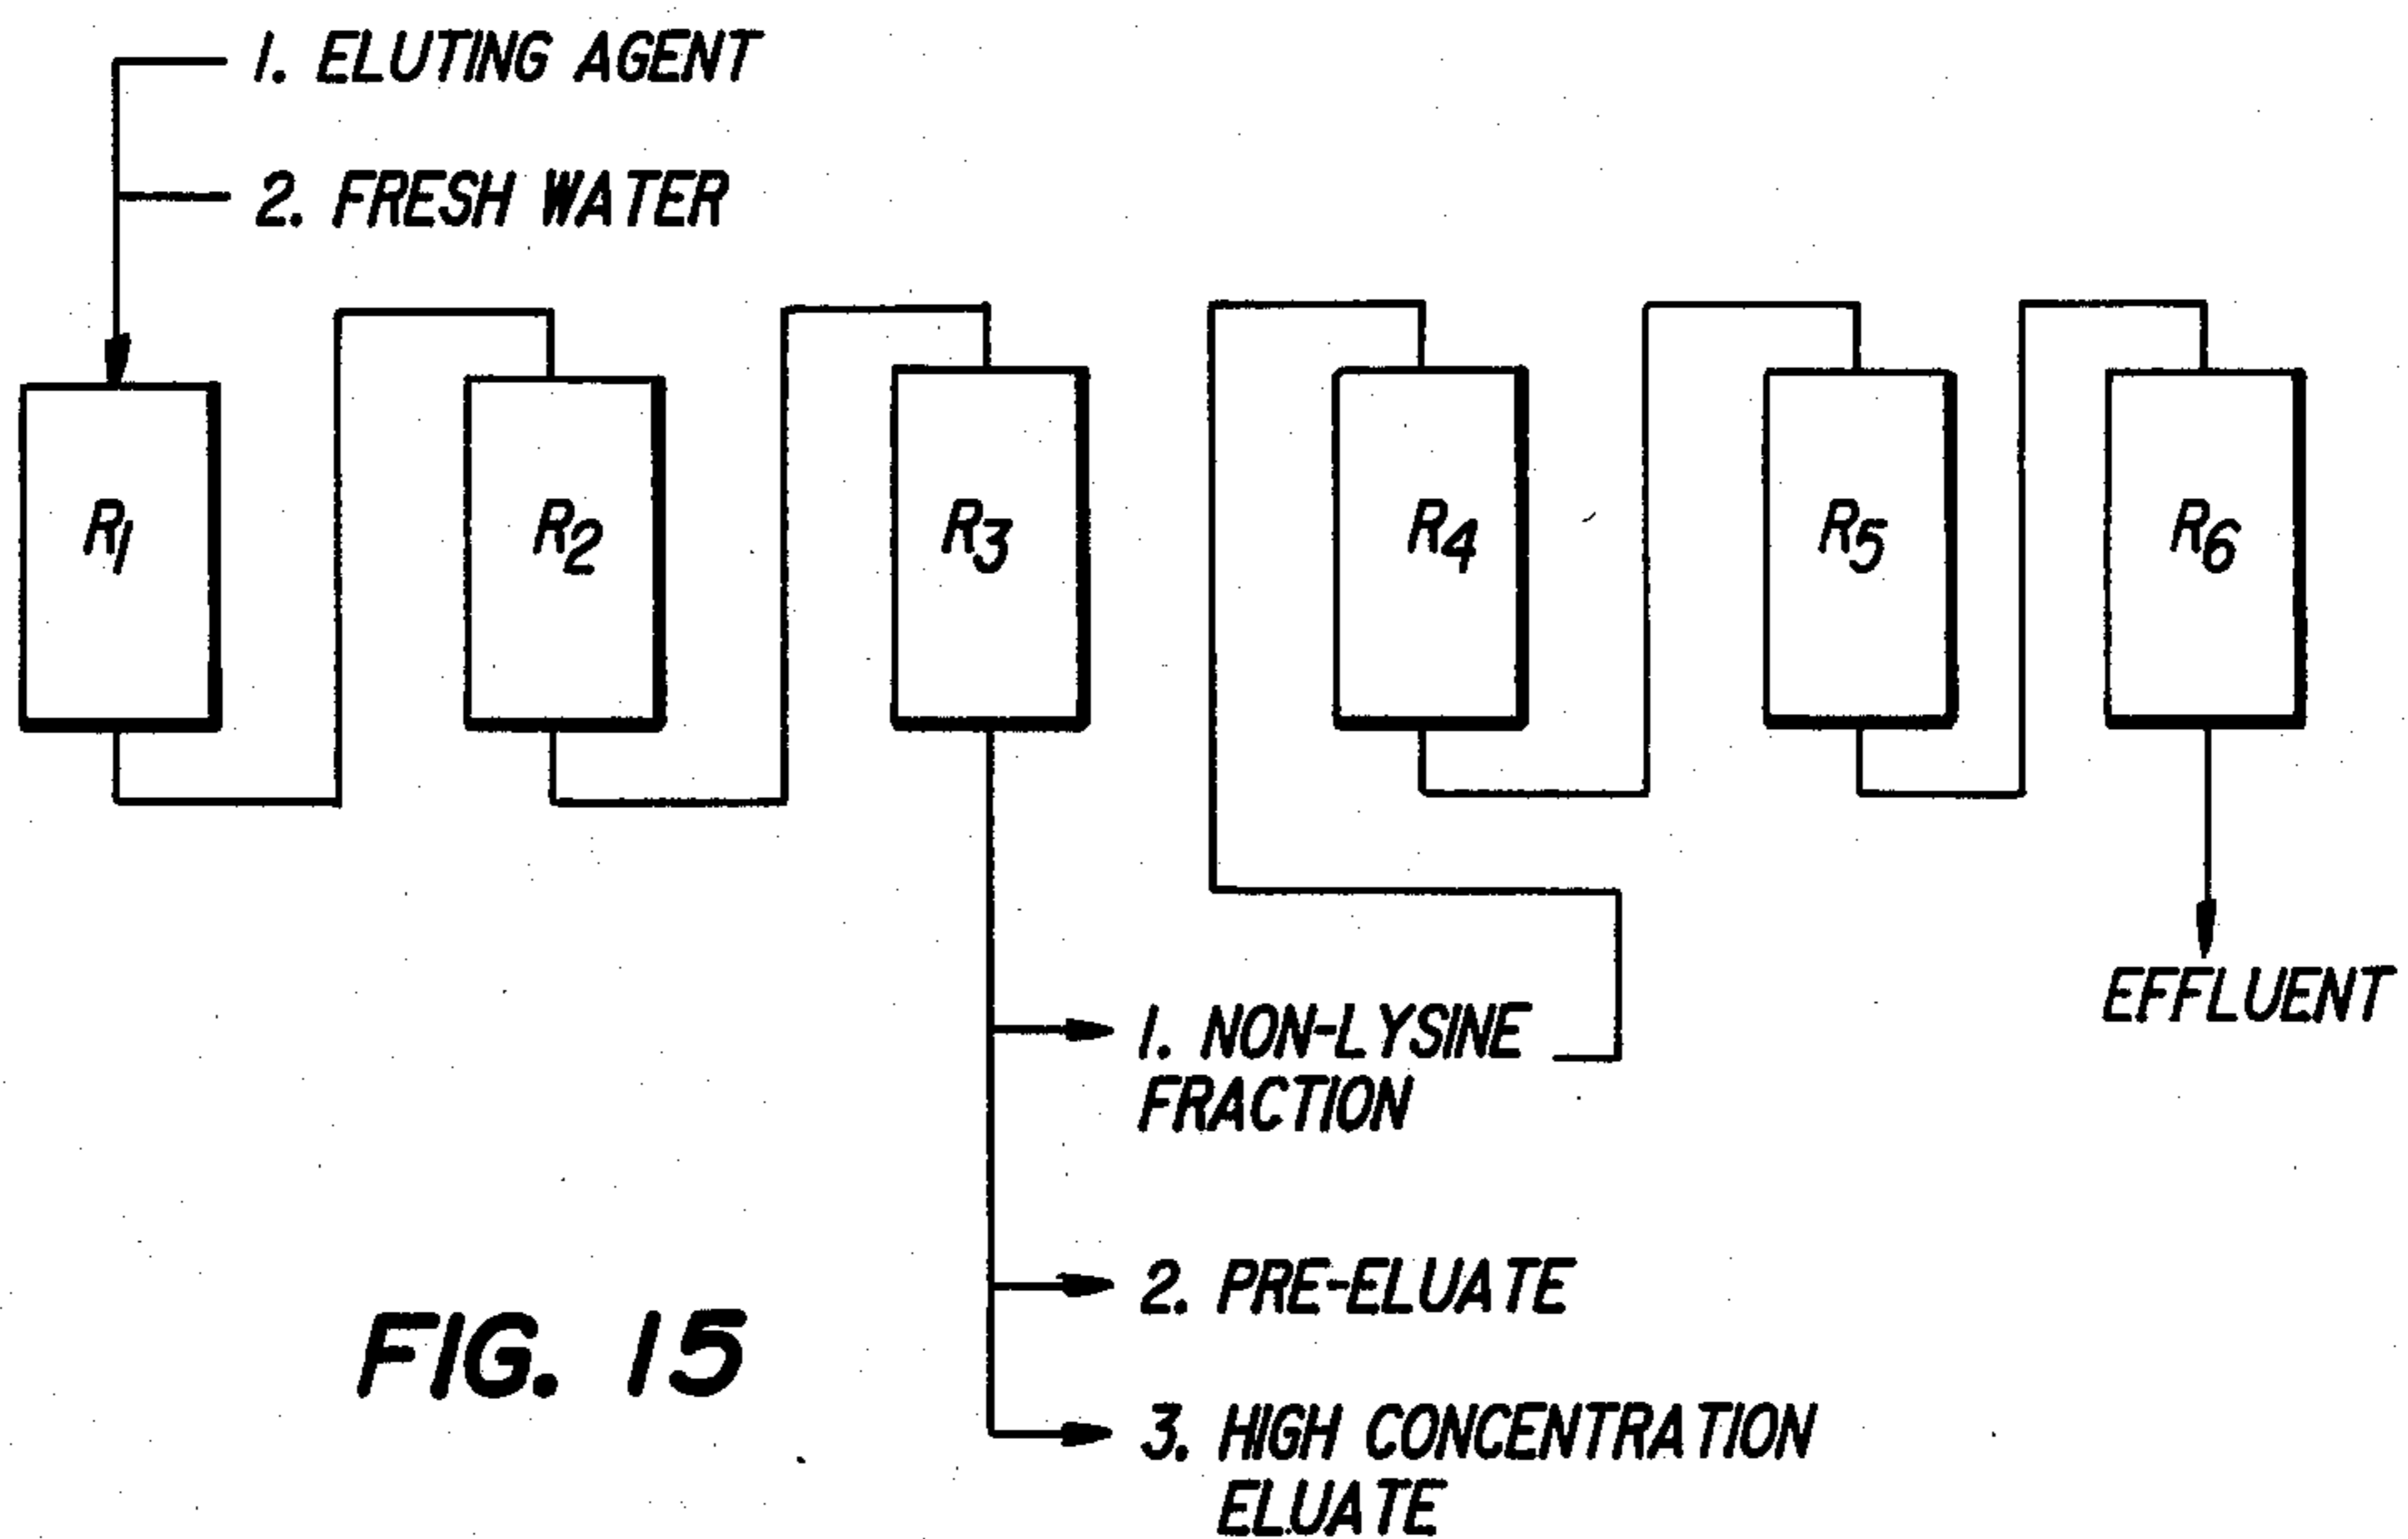 1. ELUTING AGENT
2. FRESH WATER
R1
R2
R3
R4
R5
R6
EFFLUENT
1. NON-LYSINE
FRACTION
2. PRE-ELUATE
3. HIGH CONCENTRATION
ELUATE
FIG. 15